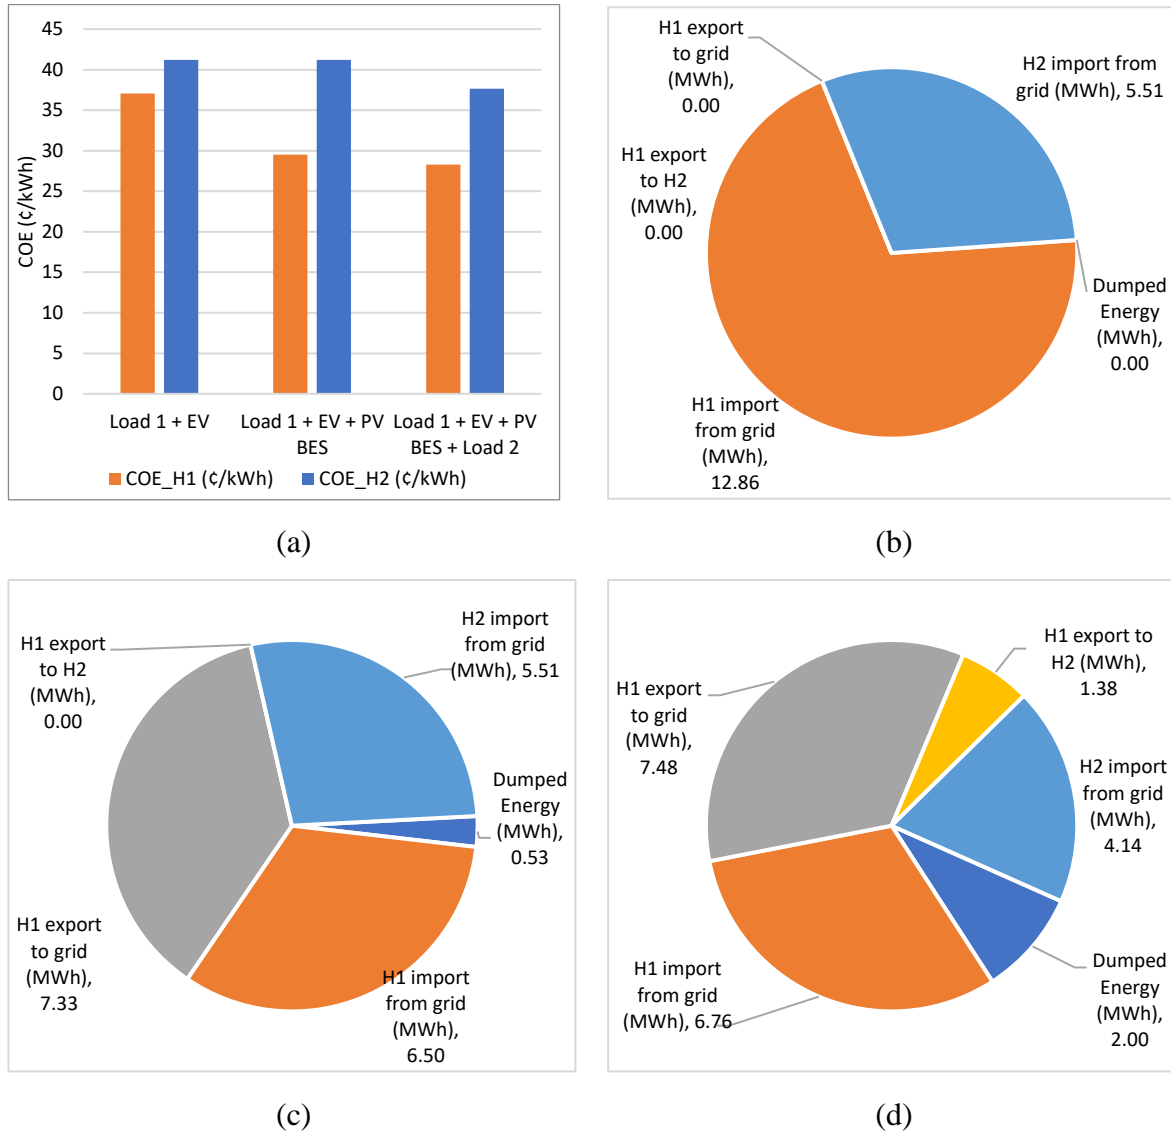 45
40
35
30
25
20
15
10
5
0
COE (¢/kWh)
Load 1 + EV
Load 1 + EV + PV
BES
Load 1 + EV + PV
BES + Load 2
COE_H1 (¢/kWh)
COE_H2 (¢/kWh)
(a)
H1 export
to grid
(MWh),
0.00
H2 import from
grid (MWh), 5.51
H1 export
to H2
(MWh),
0.00
Dumped
Energy
(MWh),
0.00
H1 import
from grid
(MWh),
12.86
(b)
H1 export
to H2
(MWh),
0.00
H2 import
from grid
(MWh), 5.51
Dumped
Energy
(MWh),
0.53
H1 export
to grid
(MWh),
7.33
H1 import
from grid
(MWh),
6.50
(c)
H1 export to
H2 (MWh),
1.38
H1 export
to grid
(MWh),
7.48
H2 import
from grid
(MWh),
4.14
H1 import
from grid
(MWh), 6.76
Dumped
Energy
(MWh),
2.00
(d)